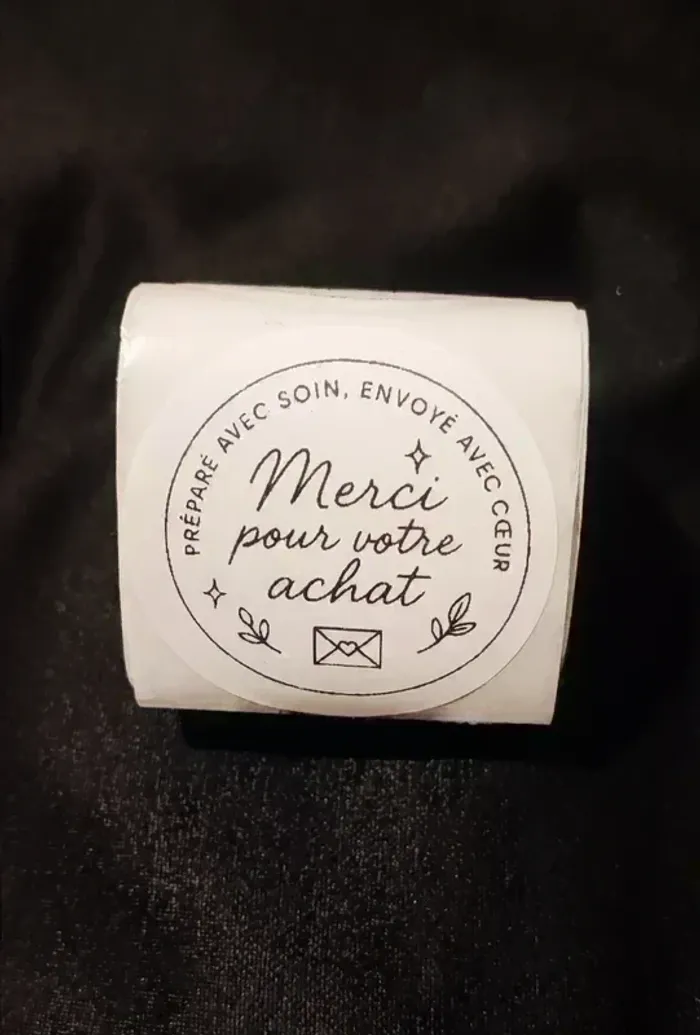 PRÉPARÉ AVEC SOIN, ENVOYÉ AVEC CŒUR
Merci
pour votre
achat